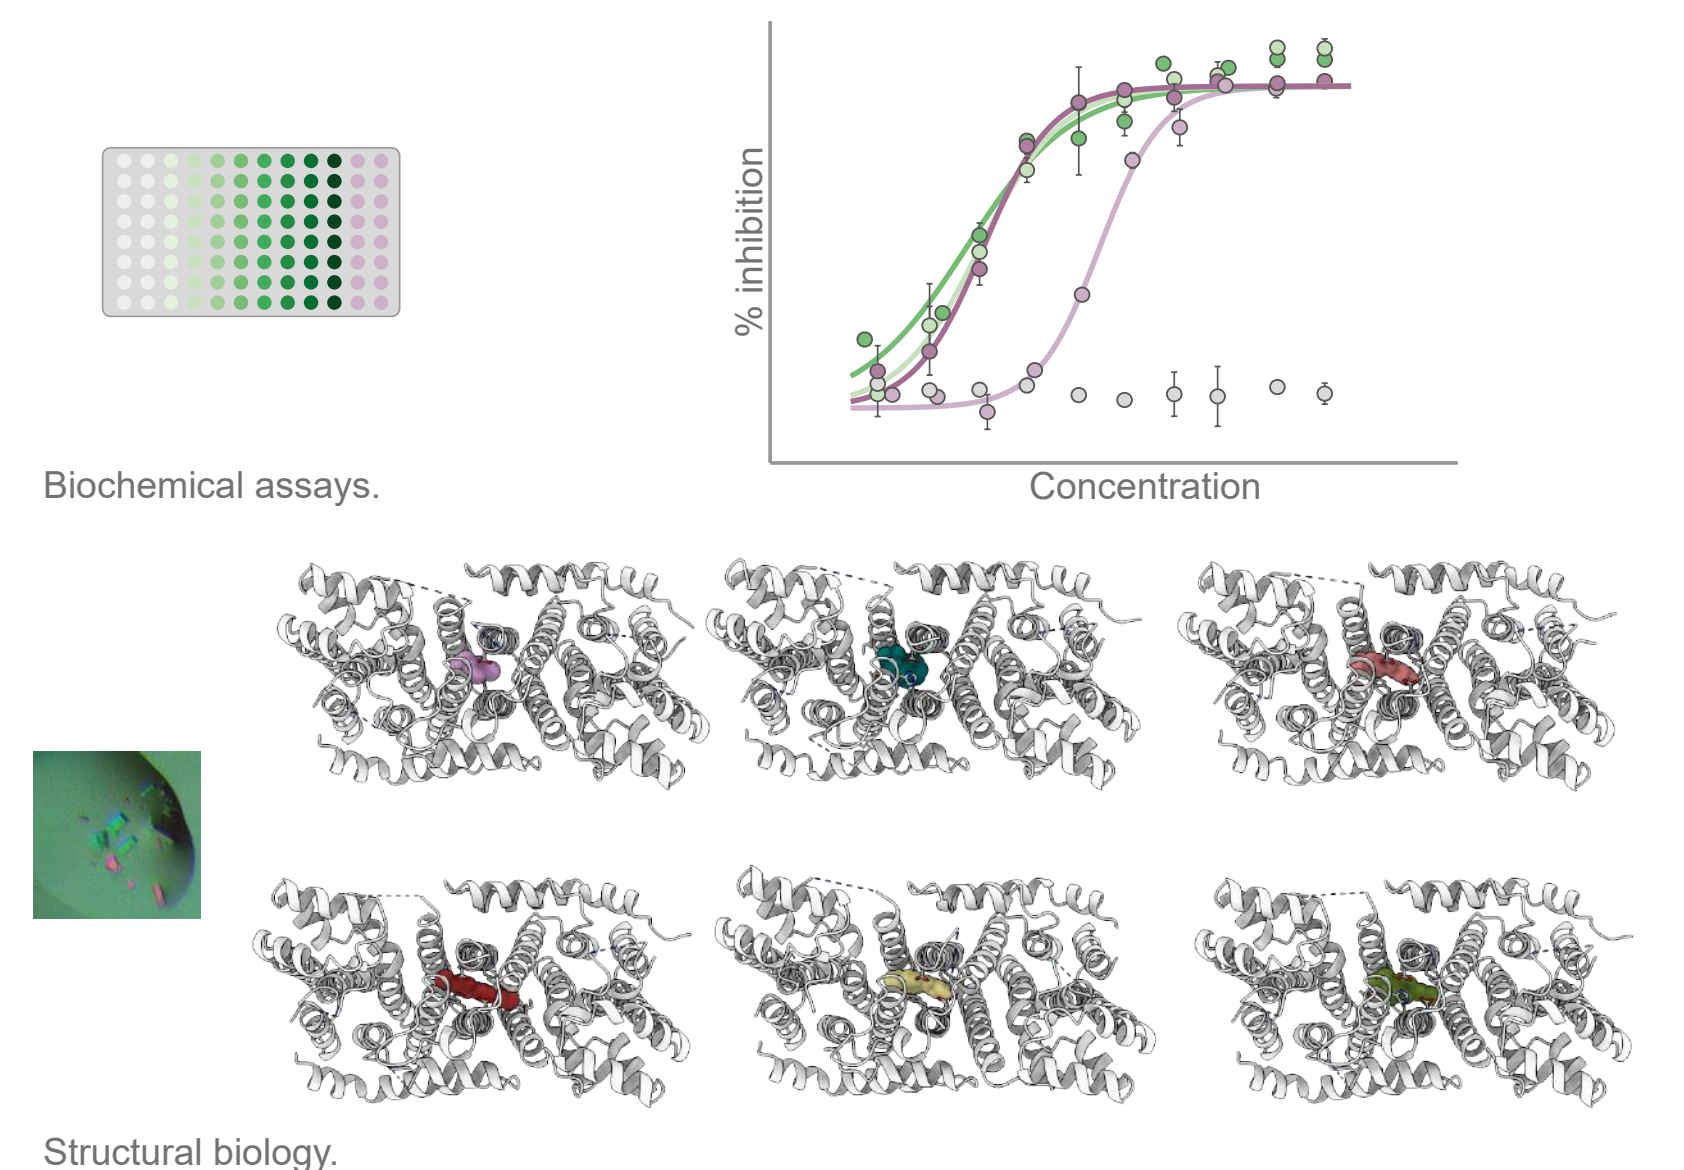 % inhibition
Biochemical assays.
Concentration
Structural biology.